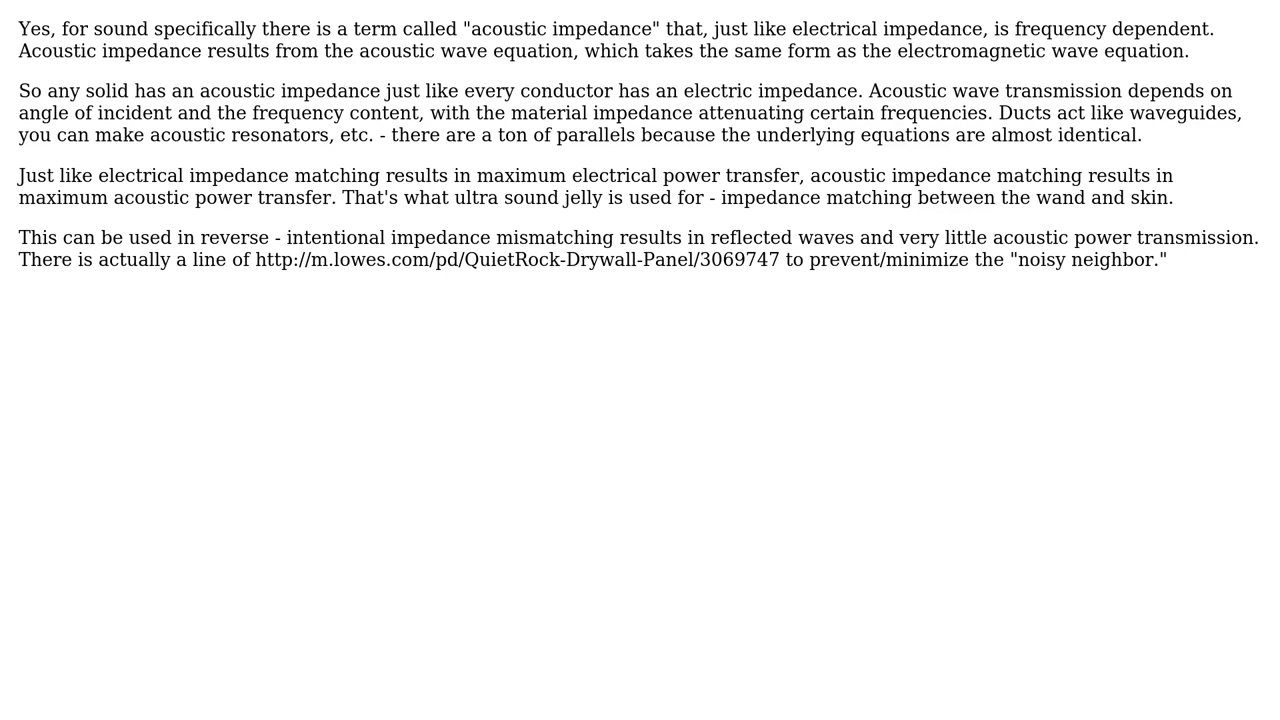 Yes, for sound specifically there is a term called "acoustic impedance" that, just like electrical impedance, is frequency dependent.
Acoustic impedance results from the acoustic wave equation, which takes the same form as the electromagnetic wave equation.
So any solid has an acoustic impedance just like every conductor has an electric impedance. Acoustic wave transmission depends on
angle of incident and the frequency content, with the material impedance attenuating certain frequencies. Ducts act like waveguides,
you can make acoustic resonators, etc. - there are a ton of parallels because the underlying equations are almost identical.
Just like electrical impedance matching results in maximum electrical power transfer, acoustic impedance matching results in
maximum acoustic power transfer. That's what ultra sound jelly is used for - impedance matching between the wand and skin.
This can be used in reverse - intentional impedance mismatching results in reflected waves and very little acoustic power transmission.
There is actually a line of http://m.lowes.com/pd/QuietRock-Drywall-Panel/3069747 to prevent/minimize the "noisy neighbor."